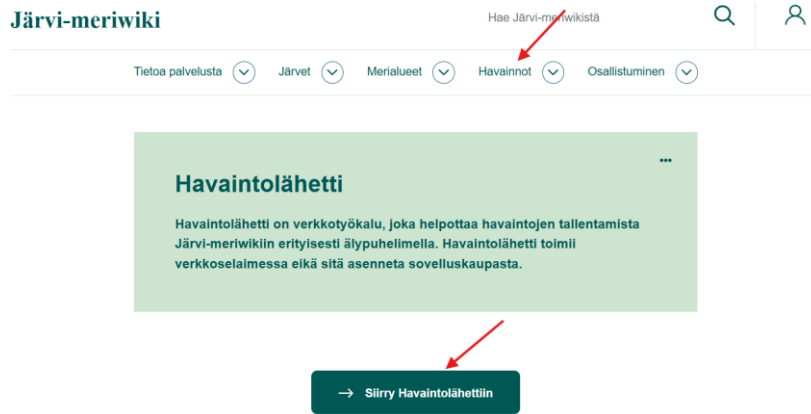 Järvi-meriwiki
Hae Järvi-meriwikistä
Tietoa palvelusta Järvet Merialueet Havainnot Osallistuminen
Havaintolähetti
Havaintolähetti on verkkotyökalu, joka helpottaa havaintojen tallentamista
Järvi-meriwikiin erityisesti älypuhelimella. Havaintolähetti toimii
verkkoselaimessa eikä sitä asenneta sovelluskaupasta.
Siirry Havaintolähettiin